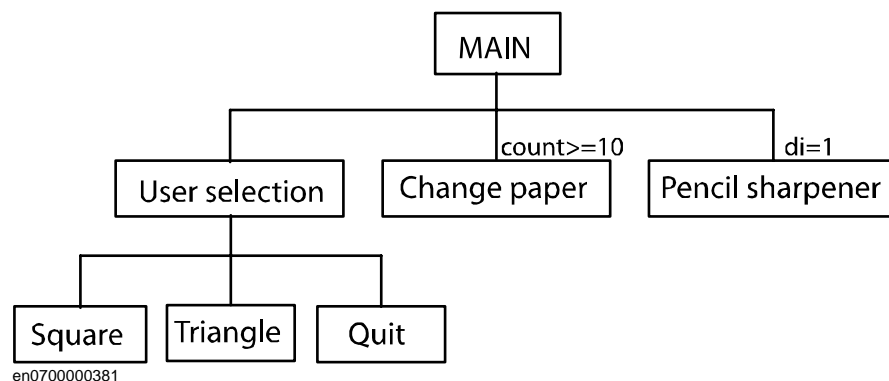 MAIN
count>=10
di=1
User selection
Change paper
Pencil sharpener
Square
Triangle
Quit
en0700000381